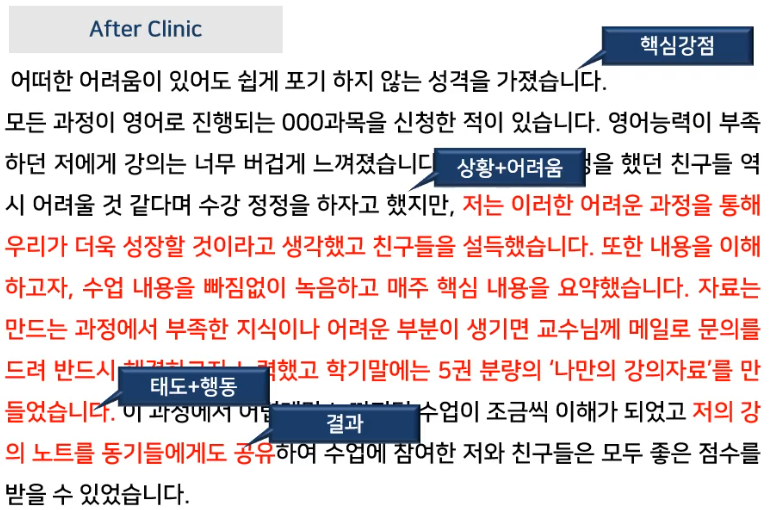 After Clinic
핵심강점
어떠한 어려움이 있어도 쉽게 포기 하지 않는 성격을 가졌습니다.
모든 과정이 영어로 진행되는 000과목을 신청한 적이 있습니다. 영어능력이 부족
하던 저에게 강의는 너무 버겁게 느껴졌습니다 했던 친구들 역
상황+어려움
시 어려울 것 같다며 수강 정정을 하자고 했지만, 저는 이러한 어려운 과정을 통해
우리가 더욱 성장할 것이라고 생각했고 친구들을 설득했습니다. 또한 내용을 이해
하고자, 수업 내용을 빠짐없이 녹음하고 매주 핵심 내용을 요약했습니다. 자료는
만드는 과정에서 부족한 지식이나 어려운 부분이 생기면 교수님께 메일로 문의를
드려 반드시 했고 학기말에는 5권 분량의 ‘나만의 강의자료’를 만
태도+행동
들었습니다. 이 과정에서 수업이 조금씩 이해가 되었고 저의 강
결과
의 노트를 동기들에게도 공유하여 수업에 참여한 저와 친구들은 모두 좋은 점수를
받을 수 있었습니다.